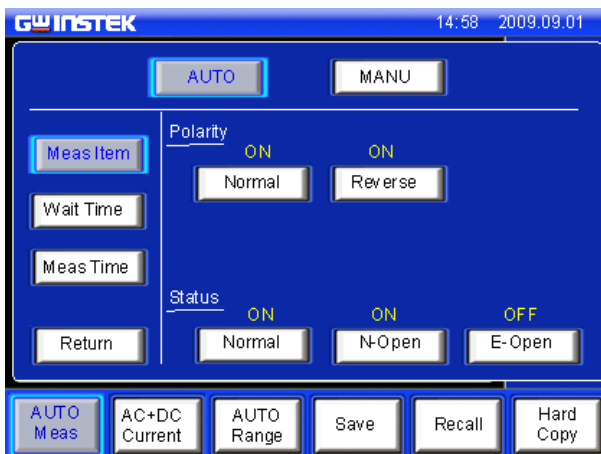 GWINSTEK 14:58 2009.09.01
AUTO MANU
Polarity
Meas Item ON ON
Normal Reverse
Wait Time
Meas Time
Status
ON ON OFF
Return Normal N-Open E-Open
AUTO Meas
AC+DC Current
AUTO Range
Save
Recall
Hard Copy